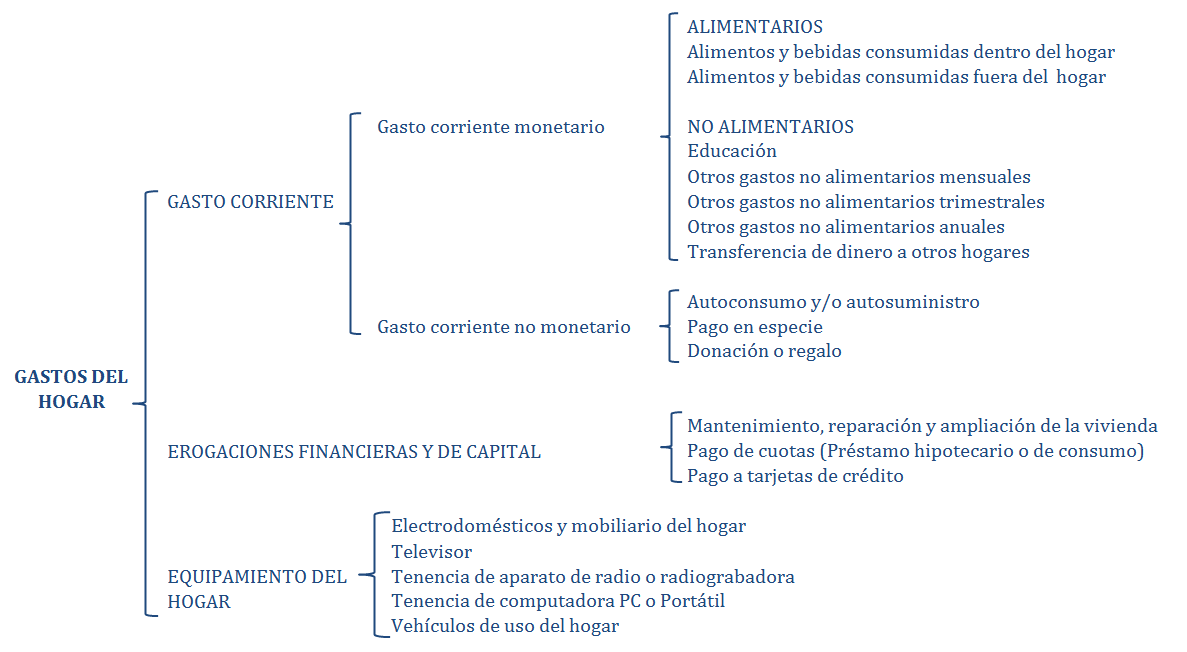 ALIMENTARIOS
Alimentos y bebidas consumidas dentro del hogar
Alimentos y bebidas consumidas fuera del hogar
Gasto corriente monetario
NO ALIMENTARIOS
Educación
Otros gastos no alimentarios mensuales
GASTO CORRIENTE
Otros gastos no alimentarios trimestrales
Otros gastos no alimentarios anuales
Transferencia de dinero a otros hogares
Autoconsumo y/o autosuministro
Gasto corriente no monetario
Pago en especie
Donación o regalo
GASTOS DEL
HOGAR
Mantenimiento, reparación y ampliación de la vivienda
EROGACIONES FINANCIERAS Y DE CAPITAL
Pago de cuotas (Préstamo hipotecario o de consumo)
Pago a tarjetas de crédito
Electrodomésticos y mobiliario del hogar
Televisor
EQUIPAMIENTO DEL
HOGAR
Tenencia de aparato de radio o radiograbadora
Tenencia de computadora PC o Portátil
Vehículos de uso del hogar